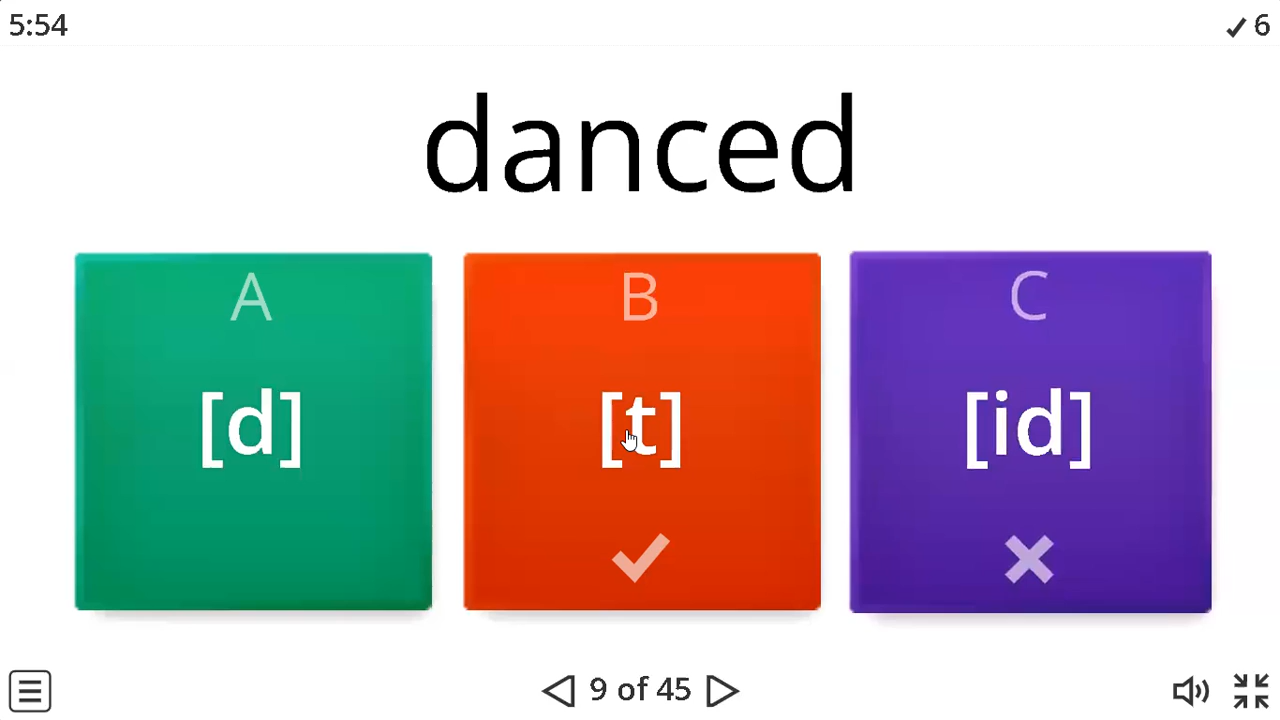 5:54
✓ 6
danced
A
B
C
[d]
[t]
[id]
9 of 45